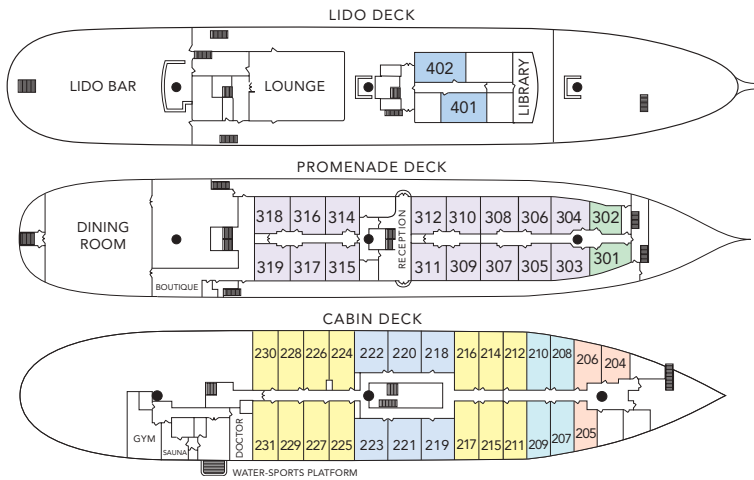 LIDO DECK
LIDO BAR
LOUNGE
402
401
LIBRARY
PROMENADE DECK
DINING
ROOM
BOUTIQUE
318 316 314
319 317 315
RECEPTION
312 310 308 306 304 302
311 309 307 305 303 301
CABIN DECK
230 228 226 224 222 220 218 216 214 212 210 208 206 204
231 229 227 225 223 221 219 217 215 211 209 207 205
GYM
SAUNA
DOCTOR
WATER-SPORTS PLATFORM